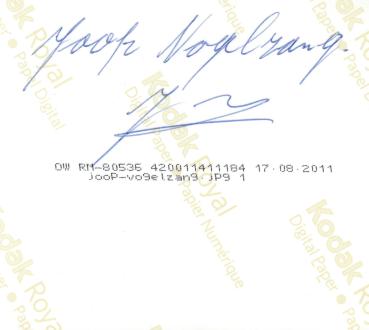 Joop Vogelzang.
OW RM-80536 420011411184 17.08.2011
jooP-vo9elzan9.JP9 1
Kodak Royal
Digital Paper • Papier Numérique